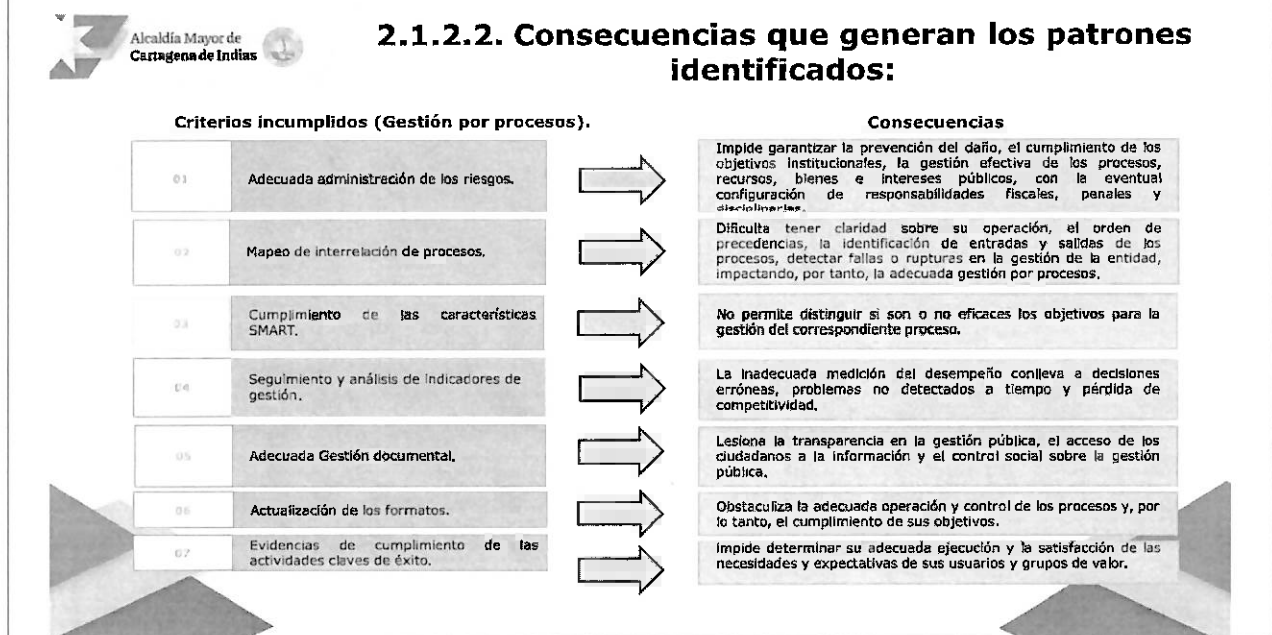 Alcaldía Mayor de
Cartagena de Indias
2.1.2.2. Consecuencias que generan los patrones
identificados:
Criterios incumplidos (Gestión por procesos).
Consecuencias
01
Adecuada administración de los riesgos.
Impide garantizar la prevención del daño, el cumplimiento de los
objetivos institucionales, la gestión efectiva de los procesos,
recursos, bienes e intereses públicos, con la eventual
configuración de responsabilidades fiscales, penales y
disciplinarias.
02
Mapeo de interrelación de procesos.
Dificulta tener claridad sobre su operación, el orden de
precedencias, la identificación de entradas y salidas de los
procesos, detectar fallas o rupturas en la gestión de la entidad,
impactando, por tanto, la adecuada gestión por procesos.
03
Cumplimiento de las características
SMART.
No permite distinguir si son o no eficaces los objetivos para la
gestión del correspondiente proceso.
04
Seguimiento y análisis de indicadores de
gestión.
La inadecuada medición del desempeño conlleva a decisiones
erróneas, problemas no detectados a tiempo y pérdida de
competitividad.
05
Adecuada Gestión documental.
Lesiona la transparencia en la gestión pública, el acceso de los
ciudadanos a la información y el control social sobre la gestión
pública.
06
Actualización de los formatos.
Obstaculiza la adecuada operación y control de los procesos y, por
lo tanto, el cumplimiento de sus objetivos.
07
Evidencias de cumplimiento de las
actividades claves de éxito.
Impide determinar su adecuada ejecución y la satisfacción de las
necesidades y expectativas de sus usuarios y grupos de valor.